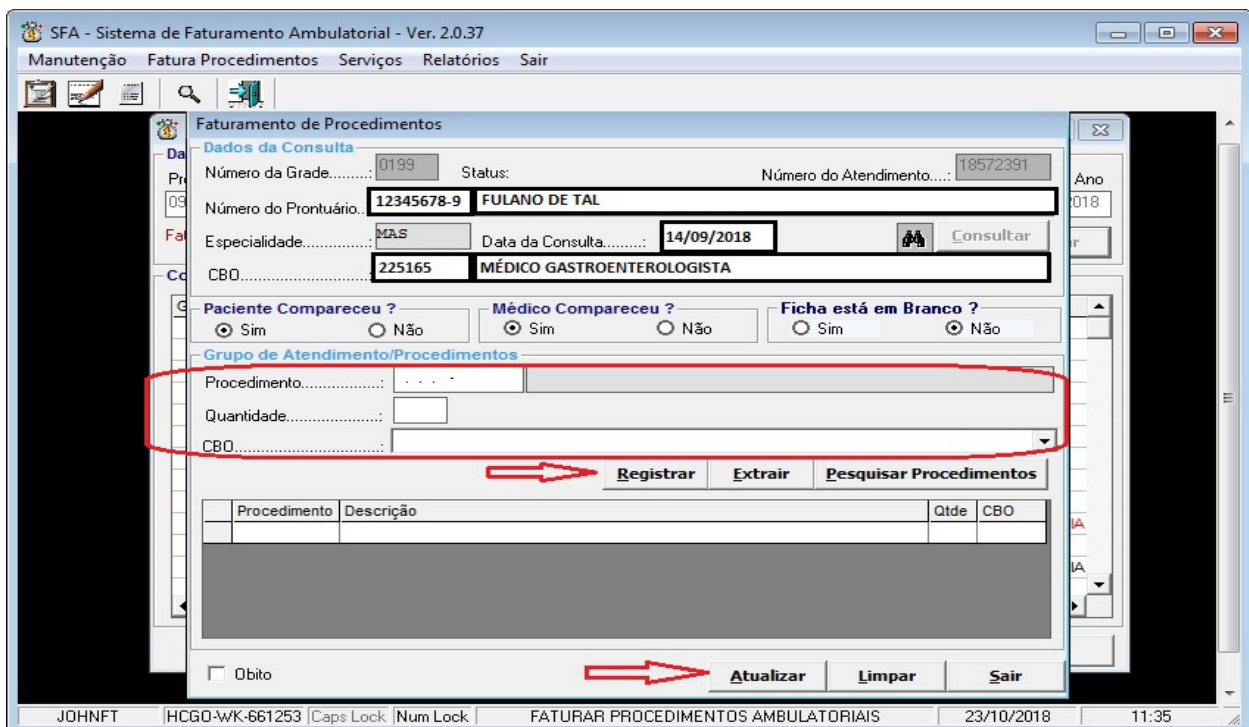 SFA - Sistema de Faturamento Ambulatorial - Ver. 2.0.37
Manutenção Fatura Procedimentos Serviços Relatórios Sair
Faturamento de Procedimentos
Dados da Consulta
Número da Grade........: 0199 Status: Número do Atendimento....: 18572391
Ano
Número do Prontuário.. 12345678-9 FULANO DE TAL
Especialidade..............: MAS Data da Consulta.........: 14/09/2018 Consultar
CBO............................: 225165 MÉDICO GASTROENTEROLOGISTA
Paciente Compareceu ? Médico Compareceu ? Ficha está em Branco ?
Sim Não Sim Não Sim Não
Grupo de Atendimento/Procedimentos
Procedimento.................: . . . -
Quantidade.....................:
CBO.................................:
Registrar Extrair Pesquisar Procedimentos
Procedimento Descrição Qtde CBO
Obito Atualizar Limpar Sair
JOHNFT HCGO-WK-661253 Caps Lock Num Lock FATURAR PROCEDIMENTOS AMBULATORIAIS 23/10/2018 11:35